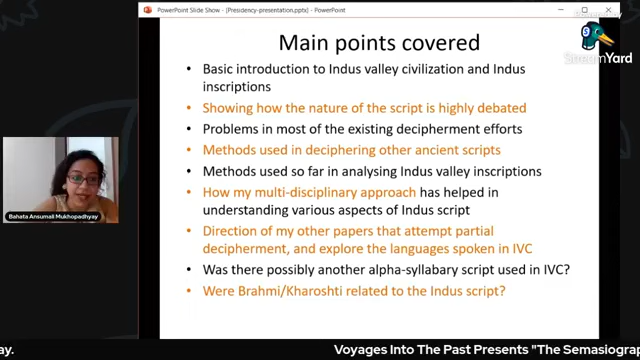 PowerPoint Slide Show - [Presidency-presentation.pptx] - PowerPoint
StreamYard
Main points covered
• Basic introduction to Indus valley civilization and Indus
inscriptions
• Showing how the nature of the script is highly debated
• Problems in most of the existing decipherment efforts
• Methods used in deciphering other ancient scripts
• Methods used so far in analysing Indus valley inscriptions
• How my multi-disciplinary approach has helped in
understanding various aspects of Indus script
• Direction of my other papers that attempt partial
decipherment, and explore the languages spoken in IVC
• Was there possibly another alpha-syllabary script used in IVC?
• Were Brahmi/Kharoshti related to the Indus script?
Bahata Ansumali Mukhopadhyay
ay. Voyages Into The Past Presents "The Semasiograp